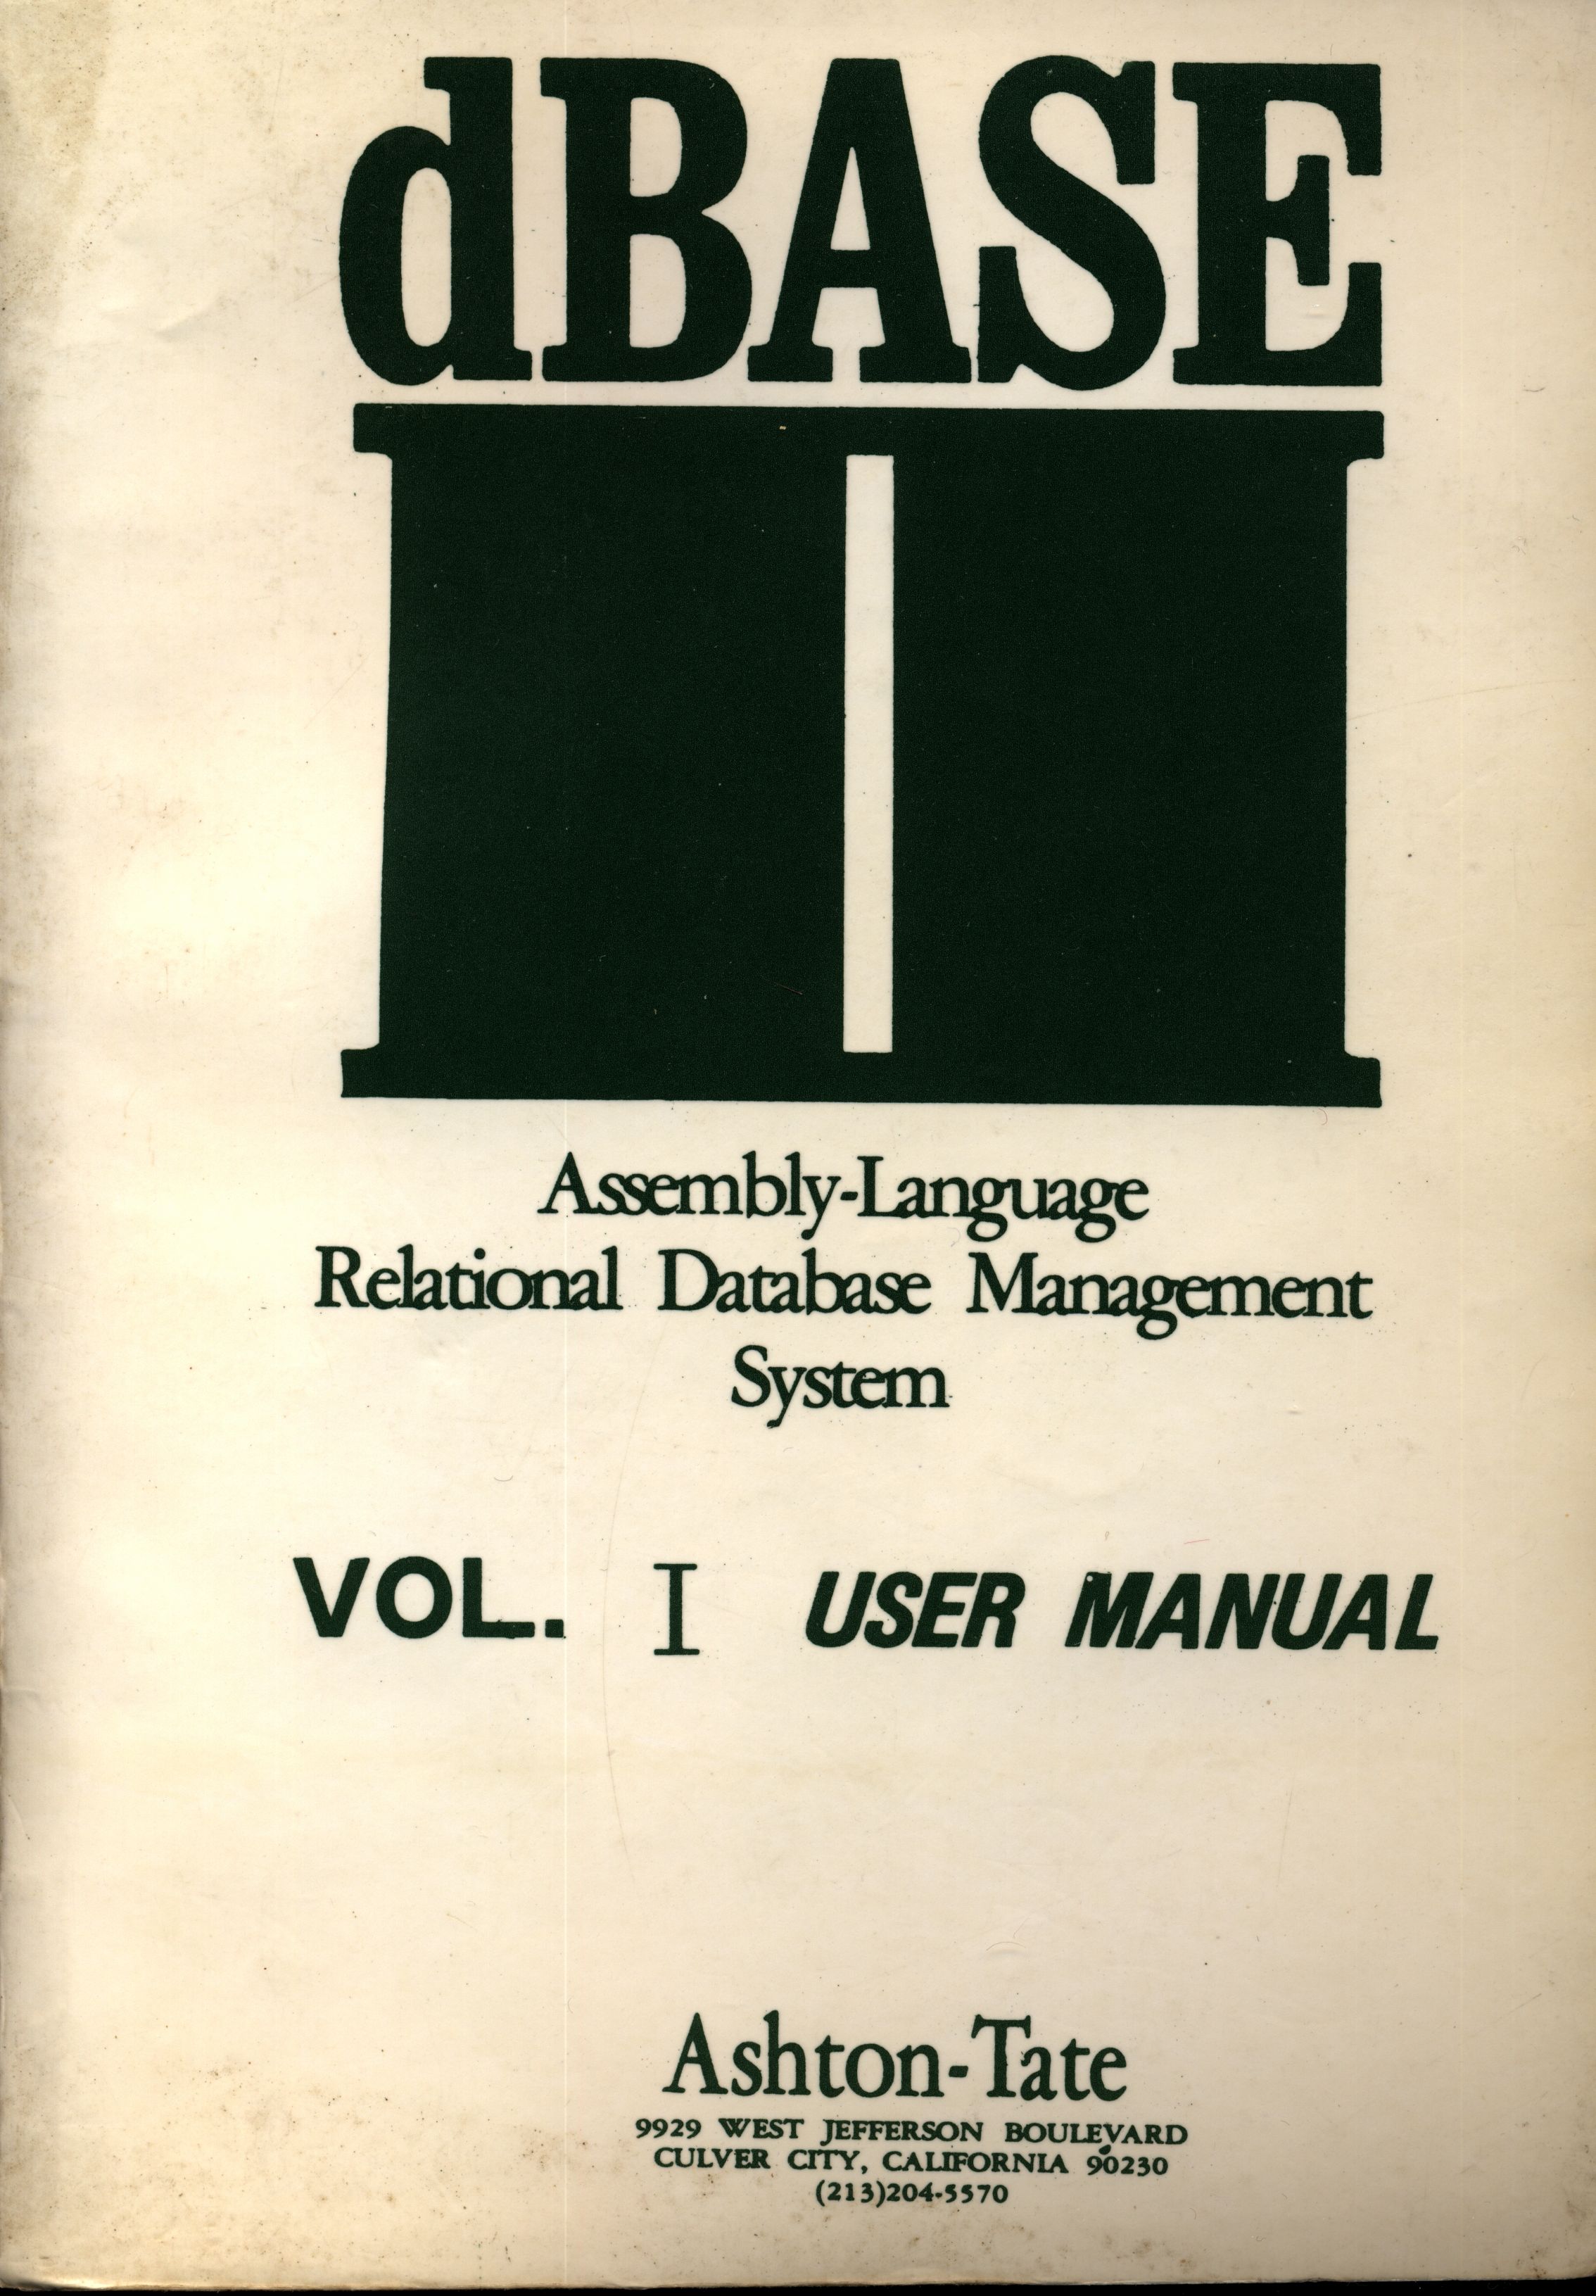 dBASE
II
Assembly-Language
Relational Database Management
System
VOL. I USER MANUAL
Ashton-Tate
9929 WEST JEFFERSON BOULEVARD
CULVER CITY, CALIFORNIA 90230
(213)204-5570